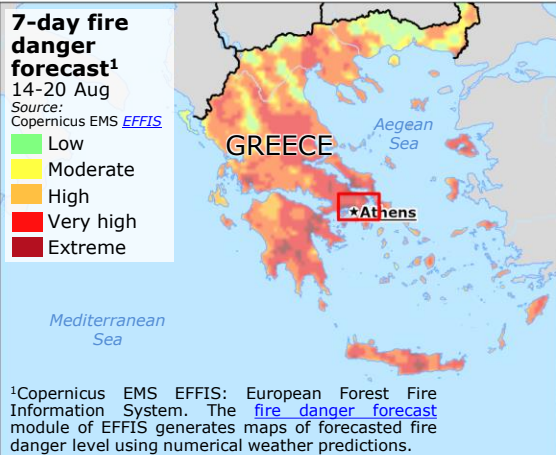 7-day fire
danger
forecast¹
14-20 Aug
Source:
Copernicus EMS EFFIS
Low
Moderate
High
Very high
Extreme
GREECE
Aegean
Sea
★Athens
Mediterranean
Sea
¹Copernicus EMS EFFIS: European Forest Fire
Information System. The fire danger forecast
module of EFFIS generates maps of forecasted fire
danger level using numerical weather predictions.